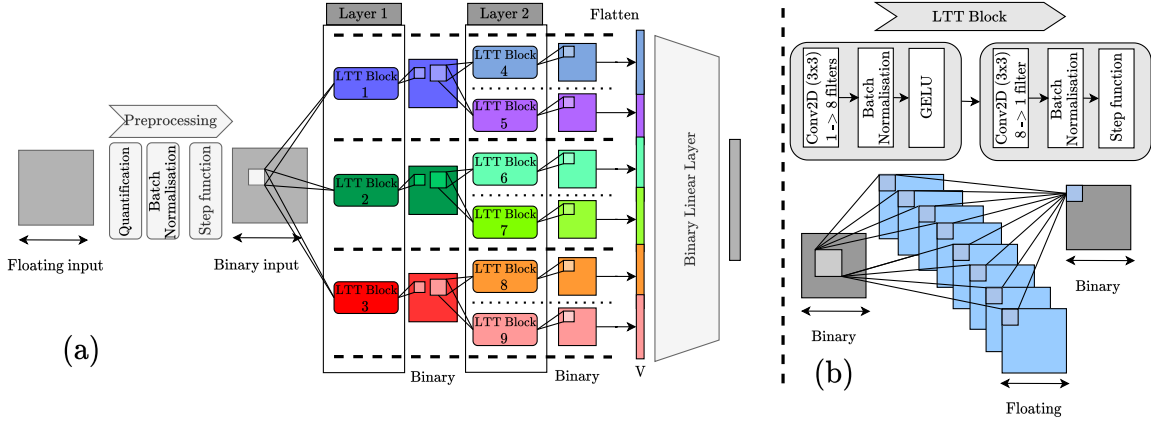 Layer 1
Layer 2
Flatten
Preprocessing
Quantification
Batch
Normalisation
Step function
Floating input
Binary input
LTT Block
1
LTT Block
2
LTT Block
3
LTT Block
4
LTT Block
5
LTT Block
6
LTT Block
7
LTT Block
8
LTT Block
9
Binary
Binary
V
Binary Linear Layer
(a)
LTT Block
Conv2D (3x3)
1 -> 8 filters
Batch
Normalisation
GELU
Conv2D (3x3)
8 -> 1 filter
Batch
Normalisation
Step function
Binary
Binary
Floating
(b)